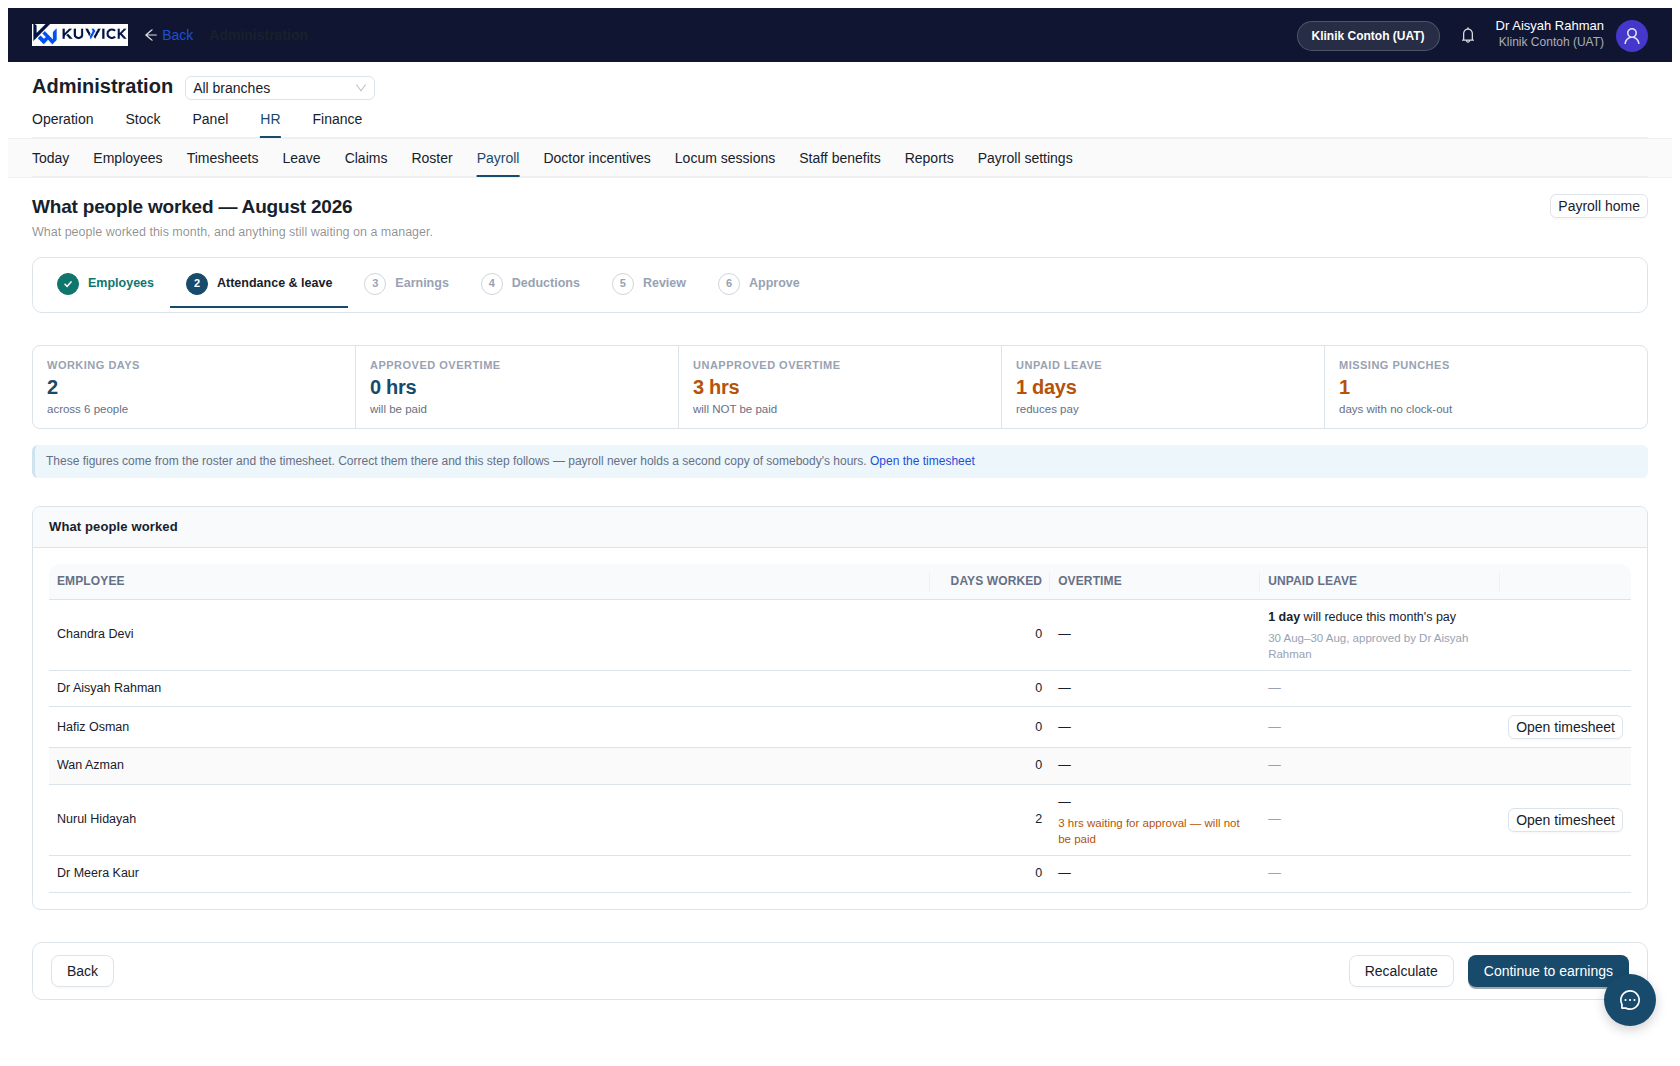 KUWICK
Back
Administration
Klinik Contoh (UAT)
Dr Aisyah Rahman
Klinik Contoh (UAT)
Administration
All branches
Operation Stock Panel HR Finance
Today Employees Timesheets Leave Claims Roster Payroll Doctor incentives Locum sessions Staff benefits Reports Payroll settings
What people worked — August 2026
Payroll home
What people worked this month, and anything still waiting on a manager.
Employees 2 Attendance & leave 3 Earnings 4 Deductions 5 Review 6 Approve
WORKING DAYS
2
across 6 people
APPROVED OVERTIME
0 hrs
will be paid
UNAPPROVED OVERTIME
3 hrs
will NOT be paid
UNPAID LEAVE
1 days
reduces pay
MISSING PUNCHES
1
days with no clock-out
These figures come from the roster and the timesheet. Correct them there and this step follows — payroll never holds a second copy of somebody's hours. Open the timesheet
What people worked
EMPLOYEE DAYS WORKED OVERTIME UNPAID LEAVE
Chandra Devi 0 — 1 day will reduce this month's pay
30 Aug–30 Aug, approved by Dr Aisyah
Rahman
Dr Aisyah Rahman 0 — —
Hafiz Osman 0 — — Open timesheet
Wan Azman 0 — —
Nurul Hidayah 2 —
3 hrs waiting for approval — will not
be paid
— Open timesheet
Dr Meera Kaur 0 — —
Back
Recalculate
Continue to earnings